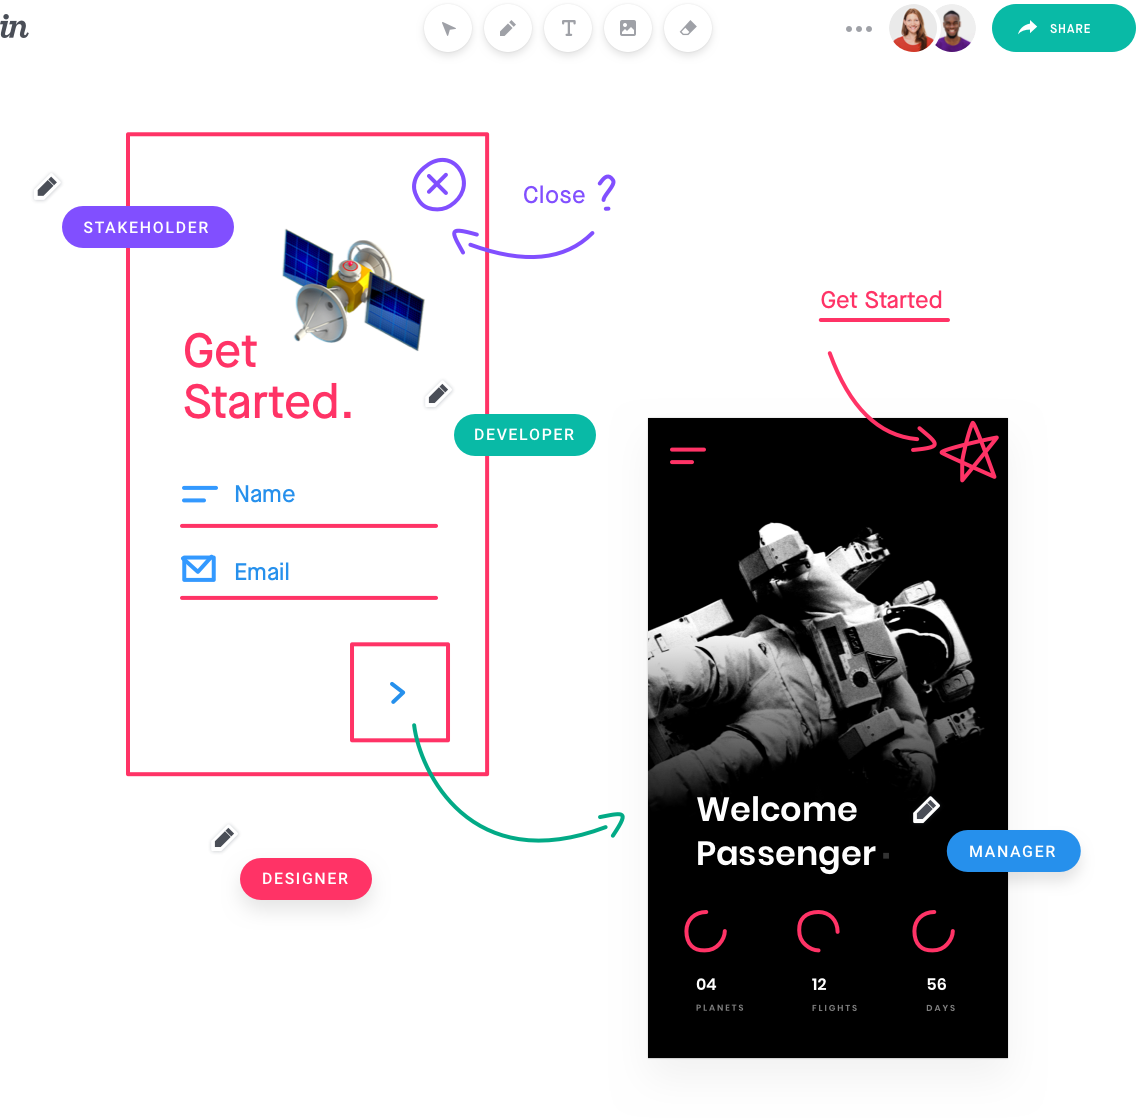 in
T
SHARE
Close ?
STAKEHOLDER
Get
Started.
DEVELOPER
Name
Email
DESIGNER
Get Started
Welcome
Passenger
MANAGER
04 12 56
PLANETS FLIGHTS DAYS